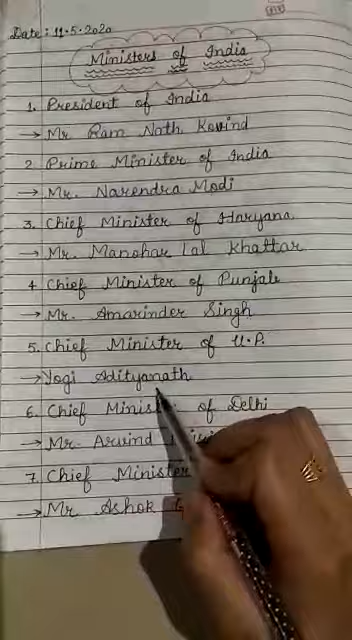 Date: 11.5.2020
Ministers of India
1. President of India
→ Mr. Ram Nath Kovind
2. Prime Minister of India
→ Mr. Narendra Modi
3. Chief Minister of Haryana
→ Mr. Manohar Lal Khattar
4. Chief Minister of Punjab
→ Mr. Amarinder Singh
5. Chief Minister of U.P.
→ Yogi Adityanath
6. Chief Minis of Delhi
→ Mr. Arvind
7. Chief Minister
→ Mr Ashok